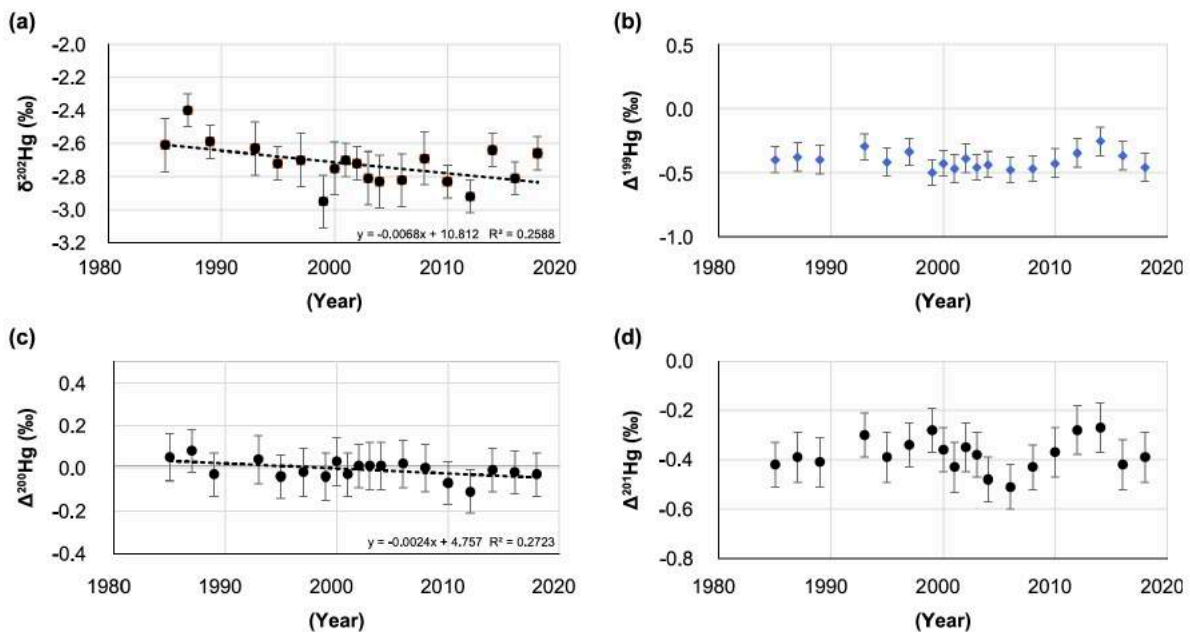 (a)
-2.0
-2.2
-2.4
-2.6
-2.8
-3.0
-3.2
δ²⁰²Hg (‰)
y = -0.0068x + 10.812 R² = 0.2588
1980 1990 2000 2010 2020
(Year)
(b)
0.5
0.0
-0.5
-1.0
Δ¹⁹⁹Hg (‰)
1980 1990 2000 2010 2020
(Year)
(c)
0.4
0.2
0.0
-0.2
-0.4
Δ²⁰⁰Hg (‰)
y = -0.0024x + 4.757 R² = 0.2723
1980 1990 2000 2010 2020
(Year)
(d)
0.0
-0.2
-0.4
-0.6
-0.8
Δ²⁰¹Hg (‰)
1980 1990 2000 2010 2020
(Year)